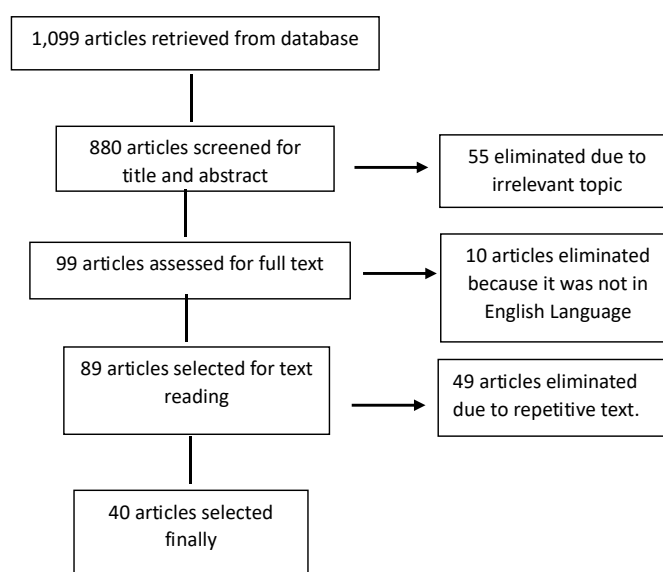 1,099 articles retrieved from database
880 articles screened for
title and abstract
55 eliminated due to
irrelevant topic
99 articles assessed for full text
10 articles eliminated
because it was not in
English Language
89 articles selected for text
reading
49 articles eliminated
due to repetitive text.
40 articles selected
finally